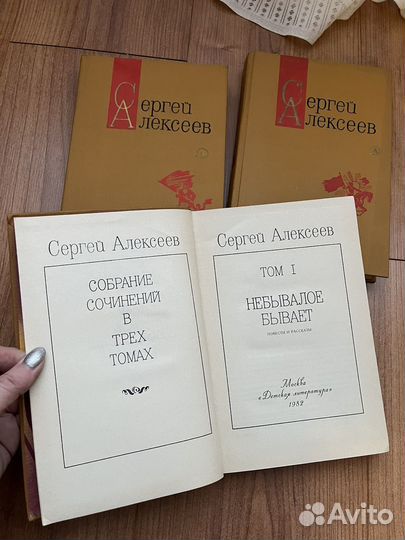 Сергей
Алексеев
Сергей
Алексеев
Сергей Алексеев
СОБРАНИЕ
СОЧИНЕНИЙ
В
ТРЕХ
ТОМАХ
Сергей Алексеев
ТОМ I
НЕБЫВАЛОЕ
БЫВАЕТ
ПОВЕСТИ И РАССКАЗЫ
Москва
«Детская литература»
1982
Avito